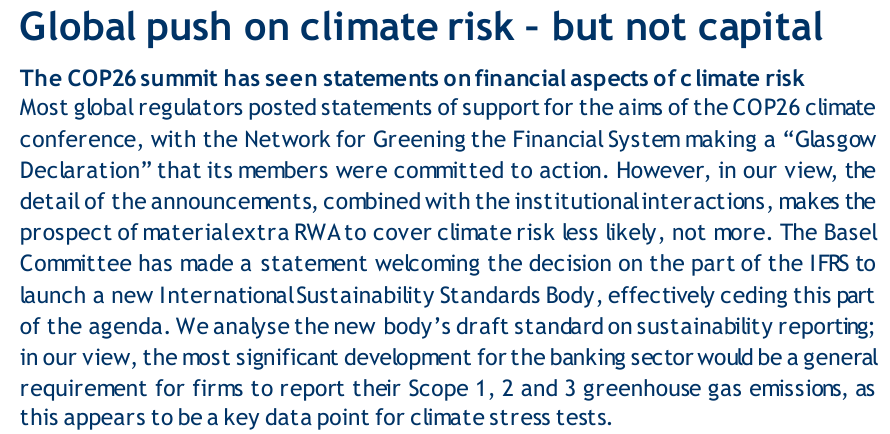 Global push on climate risk – but not capital
The COP26 summit has seen statements on financial aspects of climate risk
Most global regulators posted statements of support for the aims of the COP26 climate
conference, with the Network for Greening the Financial System making a “Glasgow
Declaration” that its members were committed to action. However, in our view, the
detail of the announcements, combined with the institutional interactions, makes the
prospect of material extra RWA to cover climate risk less likely, not more. The Basel
Committee has made a statement welcoming the decision on the part of the IFRS to
launch a new International Sustainability Standards Body, effectively ceding this part
of the agenda. We analyse the new body’s draft standard on sustainability reporting;
in our view, the most significant development for the banking sector would be a general
requirement for firms to report their Scope 1, 2 and 3 greenhouse gas emissions, as
this appears to be a key data point for climate stress tests.